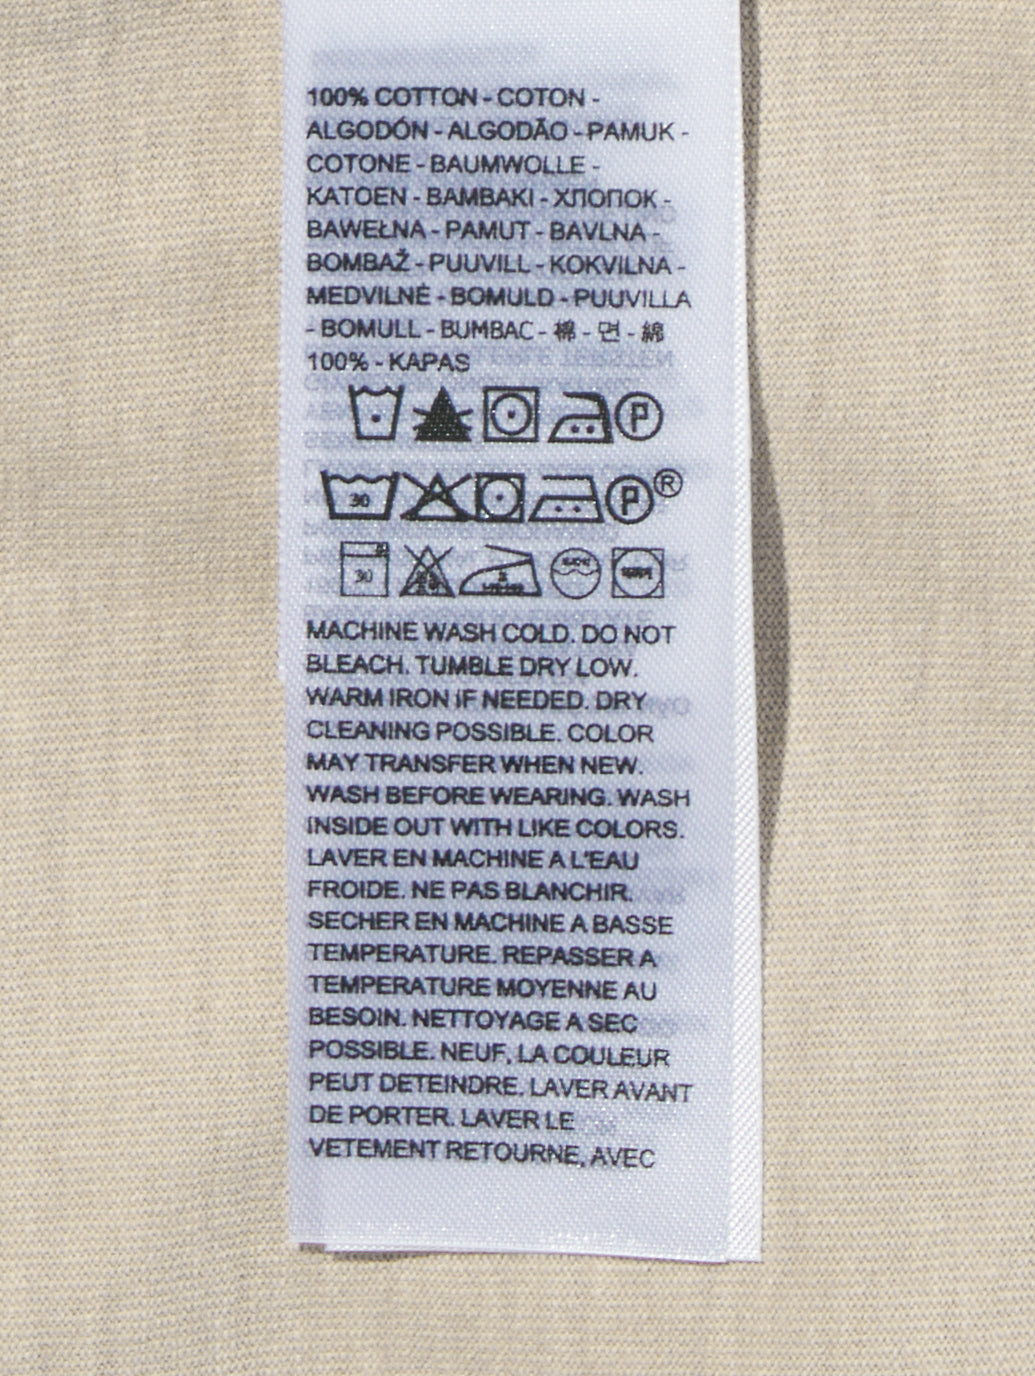 100% COTTON - COTON -
ALGODÓN - ALGODÃO - PAMUK -
COTONE - BAUMWOLLE -
KATOEN - BAMBAKI - ХЛОПОК -
BAWEŁNA - PAMUT - BAVLNA -
BOMBAŽ - PUUVILL - KOKVILNA -
MEDVILNĖ - BOMULD - PUUVILLA
- BOMULL - BUMBAC - 棉 - 면 - 綿
100% - KAPAS
P
30 P ®
30
MACHINE WASH COLD. DO NOT
BLEACH. TUMBLE DRY LOW.
WARM IRON IF NEEDED. DRY
CLEANING POSSIBLE. COLOR
MAY TRANSFER WHEN NEW.
WASH BEFORE WEARING. WASH
INSIDE OUT WITH LIKE COLORS.
LAVER EN MACHINE A L'EAU
FROIDE. NE PAS BLANCHIR.
SECHER EN MACHINE A BASSE
TEMPERATURE. REPASSER A
TEMPERATURE MOYENNE AU
BESOIN. NETTOYAGE A SEC
POSSIBLE. NEUF, LA COULEUR
PEUT DETEINDRE. LAVER AVANT
DE PORTER. LAVER LE
VETEMENT RETOURNE, AVEC